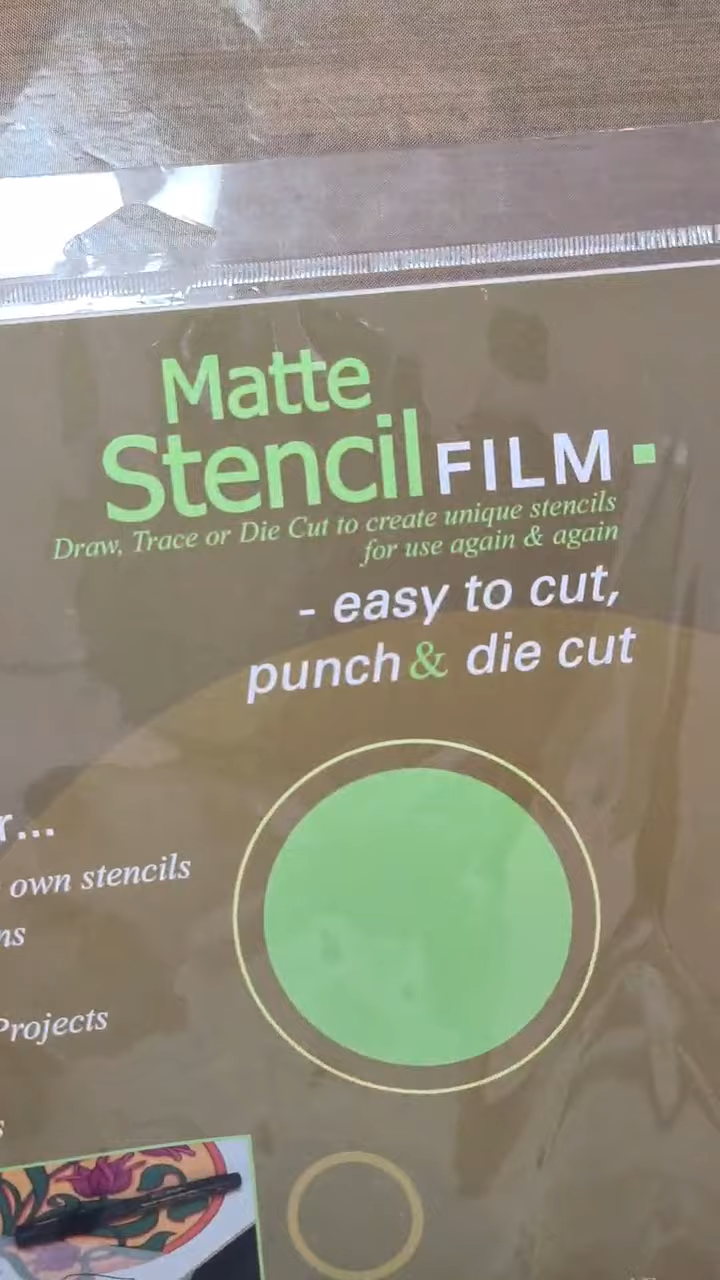 Matte
Stencil FILM
Draw, Trace or Die Cut to create unique stencils
for use again & again
- easy to cut,
punch & die cut
own stencils
Projects